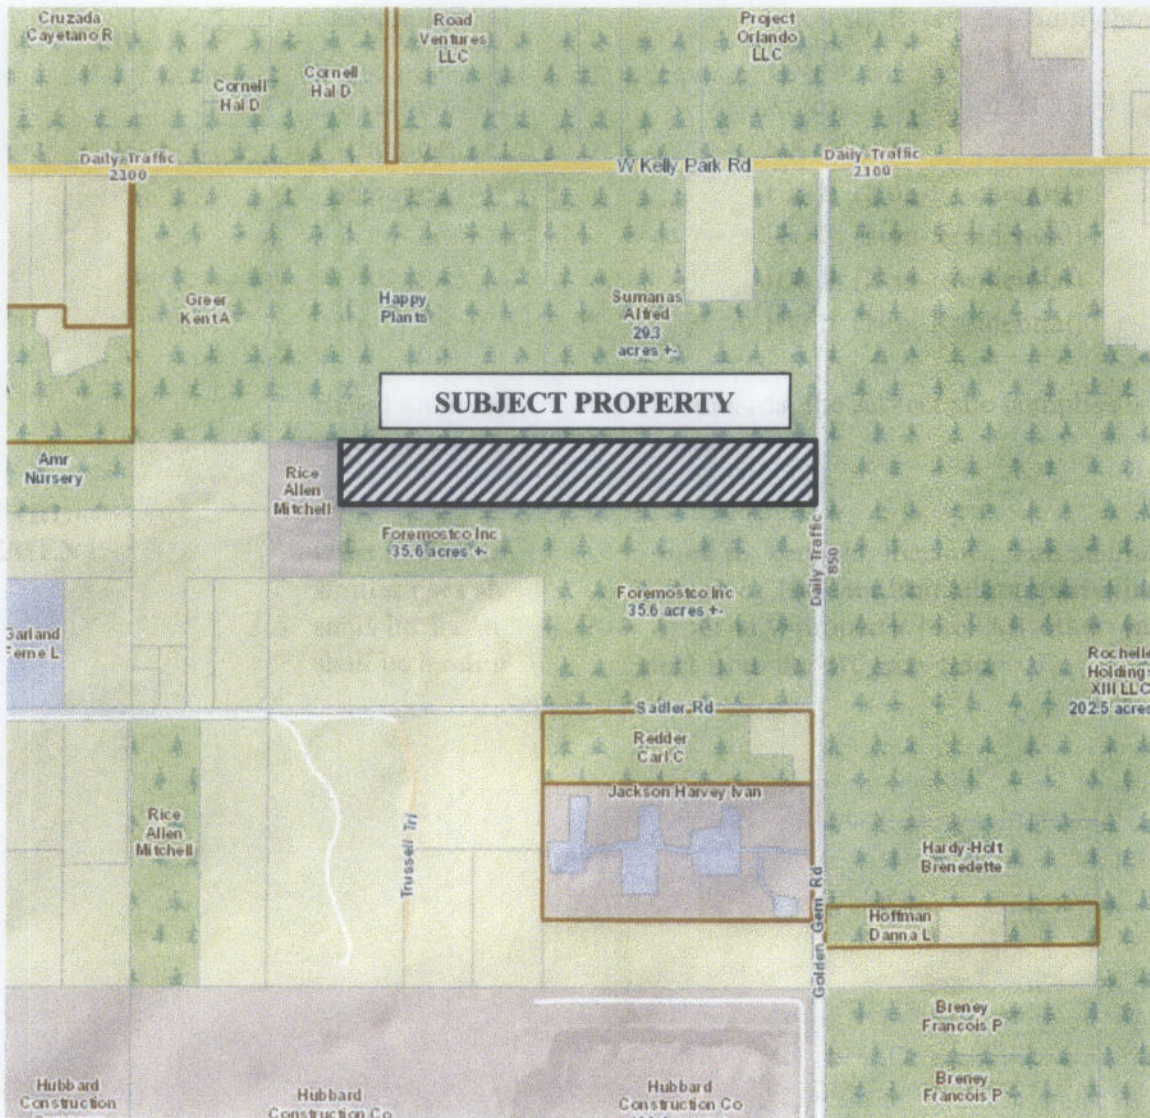 Cruzada
Cayetano R
Road
Ventures
LLC
Project
Orlando
LLC
Cornell
Hal D
Cornell
Hal D
Daily Traffic
2100
W Kelly Park Rd
Daily Traffic
2100
Greer
Kent A
Happy
Plants
Sumanas
Alfred
29.3
acres +-
SUBJECT PROPERTY
Amr
Nursery
Rice
Allen
Mitchell
Foremostco Inc
35.6 acres +-
Daily Traffic
850
Foremostco Inc
35.6 acres +-
Garland
Ferne L
Rochelle
Holdings
XIII LLC
202.5 acres
Sadler Rd
Redder
Carl C
Jackson Harvey Ivan
Rice
Allen
Mitchell
Trussell Trl
Hardy-Holt
Brenedette
Golden Gem Rd
Hoffman
Danna L
Breney
Francois P
Breney
Francois P
Hubbard
Construction
Hubbard
Construction Co
Hubbard
Construction Co